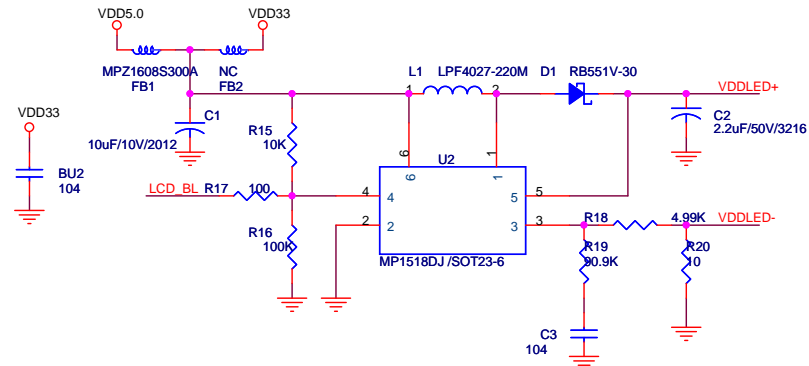 VDD5.0
VDD33
MPZ1608S300A
FB1
NC
FB2
L1
LPF4027-220M
D1
RB551V-30
VDDLED+
1
2
C1
10uF/10V/2012
C2
2.2uF/50V/3216
VDD33
BU2
104
R15
10K
6
1
U2
6
1
LCD_BL
R17
100
4
4
5
5
2
2
3
3
R16
100K
R18
4.99K
VDDLED-
R19
90.9K
R20
10
MP1518DJ /SOT23-6
C3
104